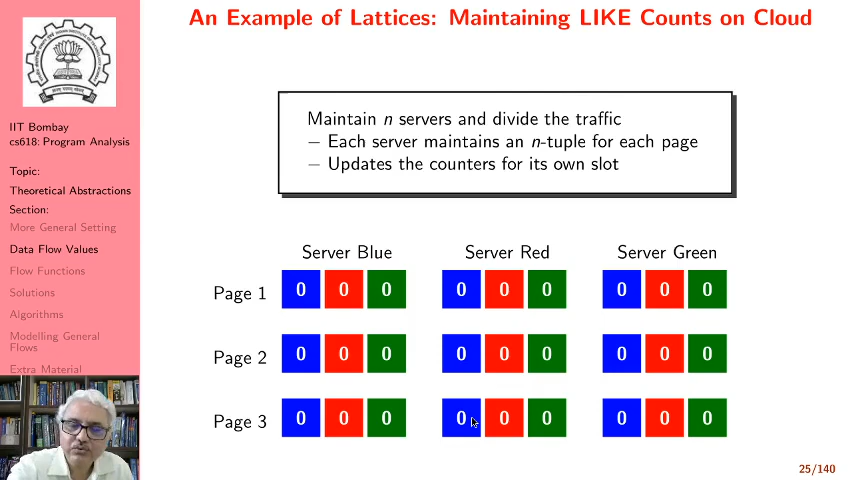 An Example of Lattices: Maintaining LIKE Counts on Cloud
IIT Bombay
cs618: Program Analysis
Topic:
Theoretical Abstractions
Section:
More General Setting
Data Flow Values
Flow Functions
Solutions
Algorithms
Modelling General
Flows
Extra Material
Maintain n servers and divide the traffic
– Each server maintains an n-tuple for each page
– Updates the counters for its own slot
Server Blue Server Red Server Green
Page 1 0 0 0 0 0 0 0 0 0
Page 2 0 0 0 0 0 0 0 0 0
Page 3 0 0 0 0 0 0 0 0 0
25/140